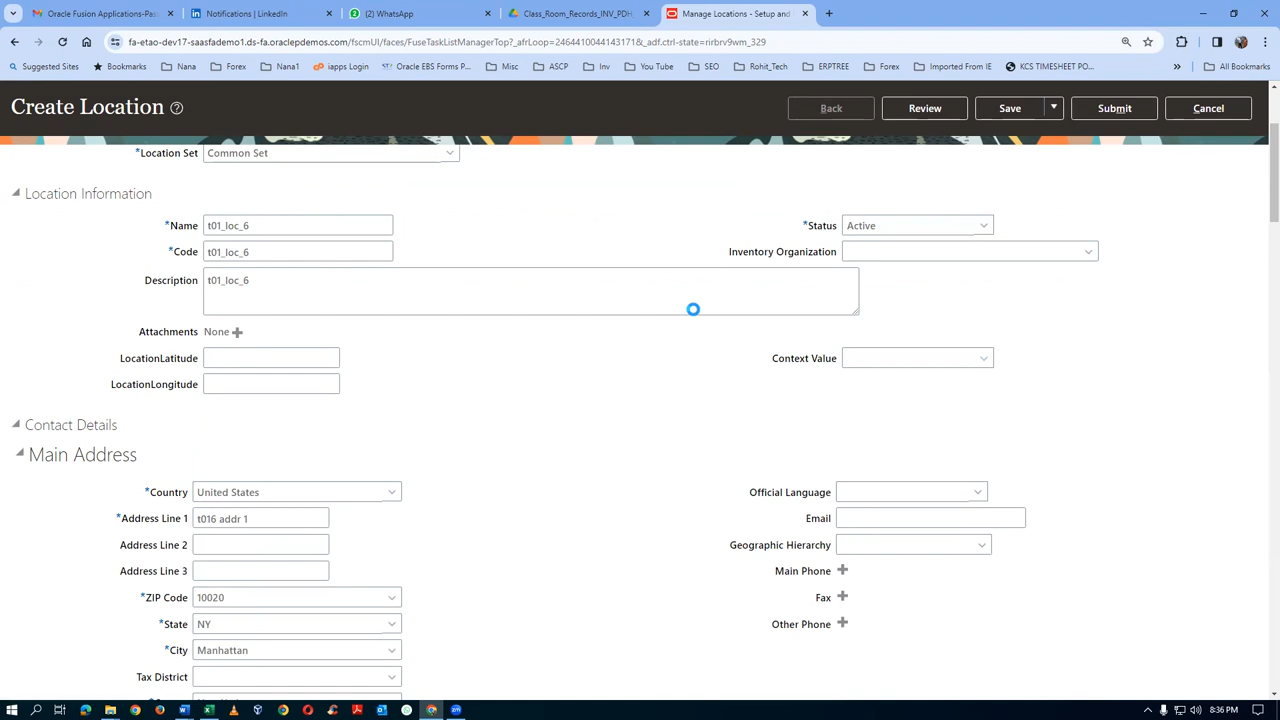 Oracle Fusion Applications-Pas
Notifications | LinkedIn
(2) WhatsApp
Class_Room_Records_INV_PDH,
Manage Locations - Setup and
fa-etao-dev17-saasfademo1.ds-fa.oraclepdemos.com/fscmUI/faces/FuseTaskListManagerTop?_afrLoop=24644100443171&_adf.ctrl-state=rirbrv9wm_329
Suggested Sites Bookmarks Nana Forex Nana1 iapps Login Oracle EBS Forms P... Misc ASCP Inv You Tube SEO Rohit_Tech ERPTREE Forex Imported From IE KCS TIMESHEET PO... » All Bookmarks
Create Location
Back Review Save Submit Cancel
*Location Set Common Set
Location Information
*Name t01_loc_6 *Status Active
*Code t01_loc_6 Inventory Organization
Description t01_loc_6
Attachments None
LocationLatitude Context Value
LocationLongitude
Contact Details
Main Address
*Country United States Official Language
*Address Line 1 t016 addr 1 Email
Address Line 2 Geographic Hierarchy
Address Line 3 Main Phone
*ZIP Code 10020 Fax
*State NY Other Phone
*City Manhattan
Tax District
8:36 PM